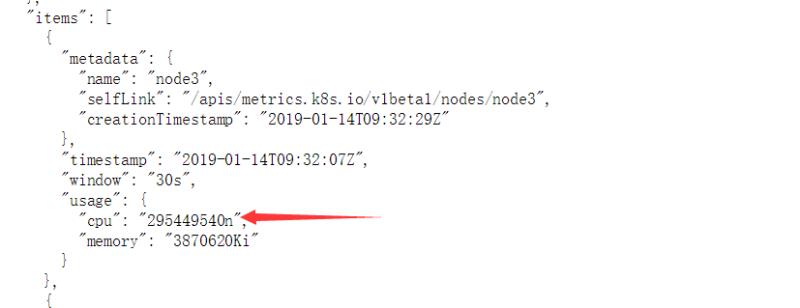 "items": [
{
"metadata": {
"name": "node3",
"selfLink": "/apis/metrics.k8s.io/v1beta1/nodes/node3",
"creationTimestamp": "2019-01-14T09:32:29Z"
},
"timestamp": "2019-01-14T09:32:07Z",
"window": "30s",
"usage": {
"cpu": "295449540n",
"memory": "3870620Ki"
}
},
{